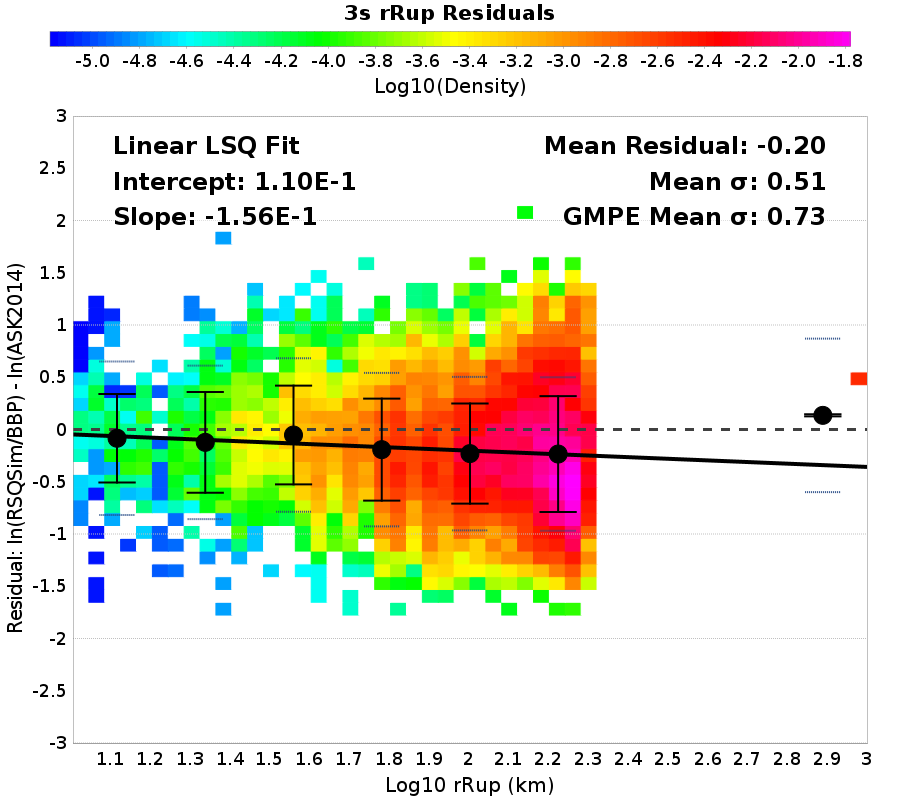 3s rRup Residuals
-5.0 -4.8 -4.6 -4.4 -4.2 -4.0 -3.8 -3.6 -3.4 -3.2 -3.0 -2.8 -2.6 -2.4 -2.2 -2.0 -1.8
Log10(Density)
Linear LSQ Fit
Intercept: 1.10E-1
Slope: -1.56E-1
Mean Residual: -0.20
Mean σ: 0.51
GMPE Mean σ: 0.73
Residual: ln(RSQSim/BBP) - ln(ASK2014)
3
2.5
2
1.5
1
0.5
0
-0.5
-1
-1.5
-2
-2.5
-3
1.1 1.2 1.3 1.4 1.5 1.6 1.7 1.8 1.9 2 2.1 2.2 2.3 2.4 2.5 2.6 2.7 2.8 2.9 3
Log10 rRup (km)